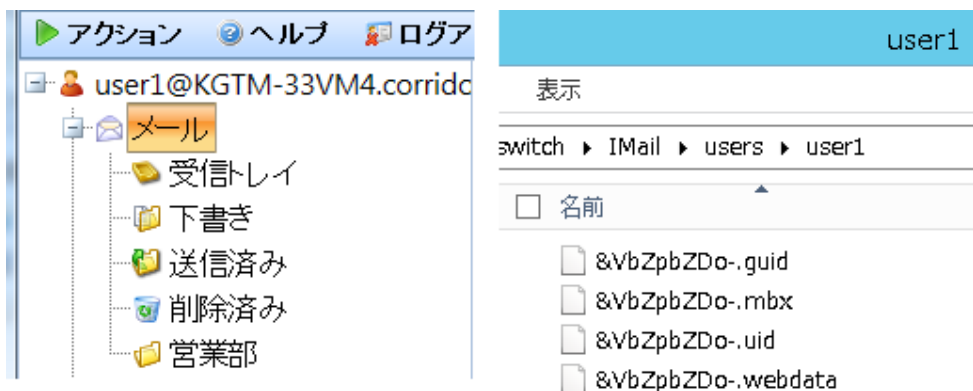 アクション ヘルプ ログア
user1@KGTM-33VM4.corrido
メール
受信トレイ
下書き
送信済み
削除済み
営業部
user1
表示
switch ▸ IMail ▸ users ▸ user1
名前
&VbZpbZDo-.guid
&VbZpbZDo-.mbx
&VbZpbZDo-.uid
&VbZpbZDo-.webdata